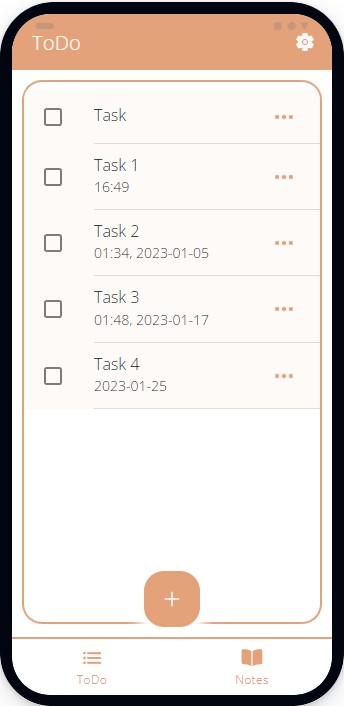 ToDo
Task
Task 1
16:49
Task 2
01:34, 2023-01-05
Task 3
01:48, 2023-01-17
Task 4
2023-01-25
ToDo
Notes